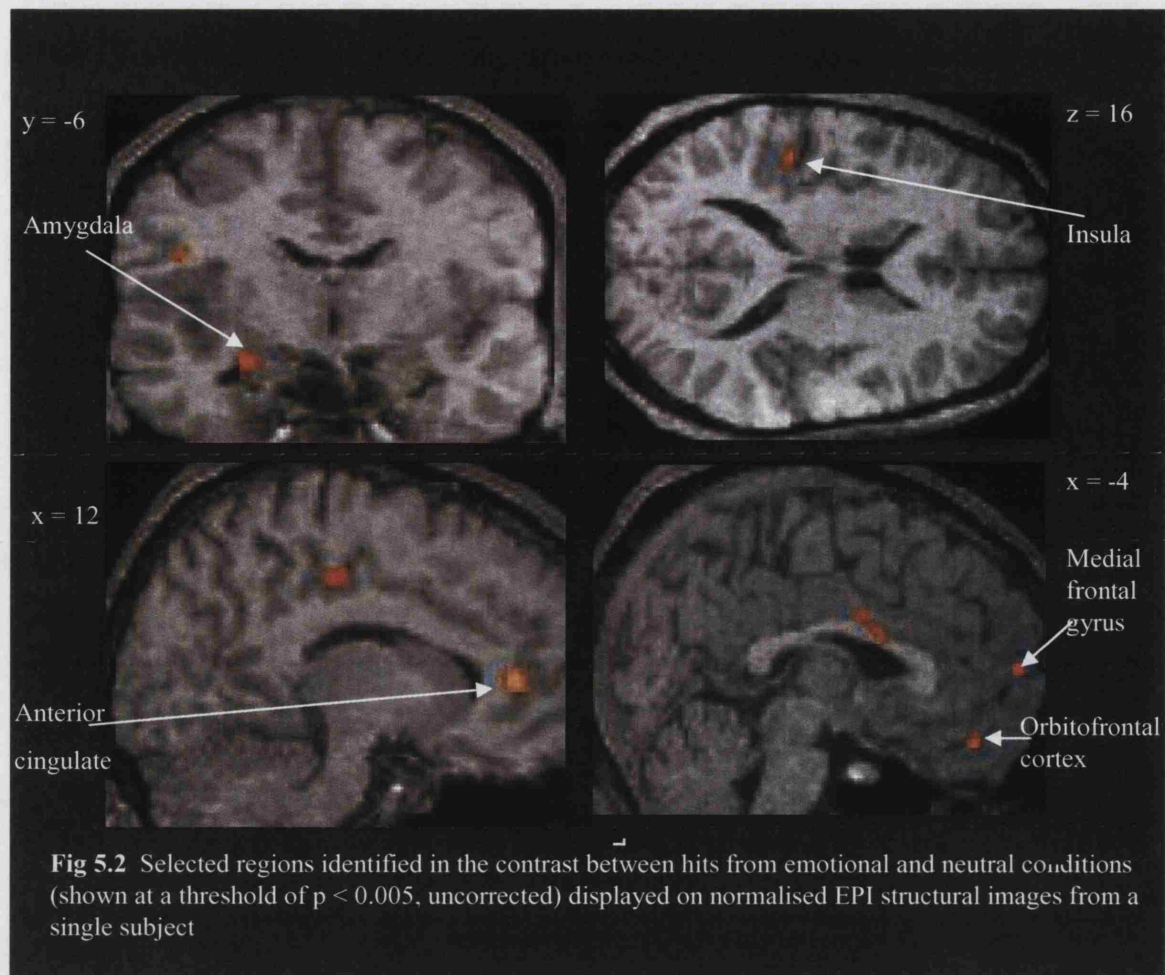 y = -6
z = 16
Amygdala
Insula
x = 12
x = -4
Medial
frontal
gyrus
Anterior
cingulate
Orbitofrontal
cortex
Fig 5.2 Selected regions identified in the contrast between hits from emotional and neutral conditions
(shown at a threshold of p < 0.005, uncorrected) displayed on normalised EPI structural images from a
single subject